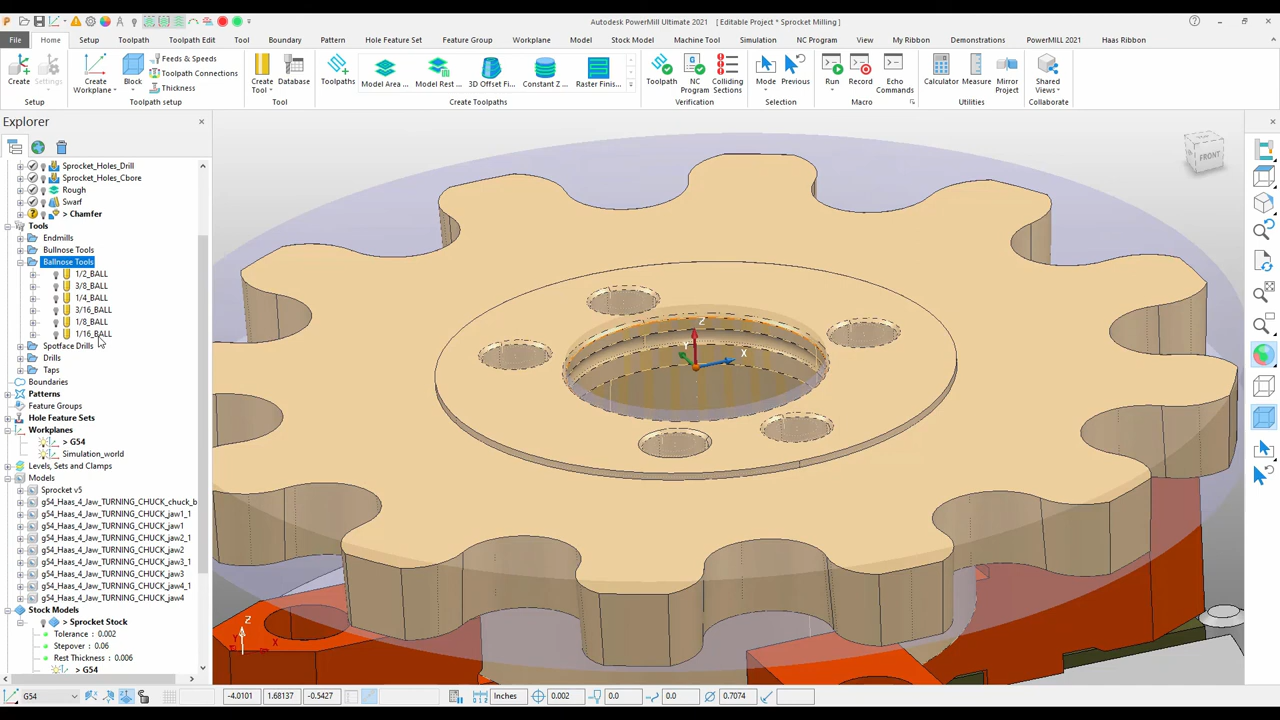 Autodesk PowerMill Ultimate 2021 [ Editable Project * Sprocket Milling ]
File Home Setup Toolpath Toolpath Edit Tool Boundary Pattern Hole Feature Set Feature Group Workplane Model Stock Model Machine Tool Simulation NC Program View My Ribbon Demonstrations PowerMILL 2021 Haas Ribbon
Create
Settings
Setup
Create Workplane
Block
Feeds & Speeds
Toolpath Connections
Thickness
Toolpath setup
Create Tool
Database
Tool
Toolpaths
Model Area ...
Model Rest ...
3D Offset Fi...
Constant Z ...
Raster Finis...
Create Toolpaths
Toolpath
NC Program
Colliding Sections
Verification
Mode
Previous
Selection
Run
Record
Echo Commands
Macro
Calculator
Measure
Mirror Project
Utilities
Shared Views
Collaborate
Explorer
Sprocket_Holes_Drill
Sprocket_Holes_Cbore
Rough
Swarf
> Chamfer
Tools
Endmills
Bullnose Tools
Ballnose Tools
1/2_BALL
3/8_BALL
1/4_BALL
3/16_BALL
1/8_BALL
1/16_BALL
Spotface Drills
Drills
Taps
Boundaries
Patterns
Feature Groups
Hole Feature Sets
Workplanes
> G54
Simulation_world
Levels, Sets and Clamps
Models
Sprocket v5
g54_Haas_4_Jaw_TURNING_CHUCK_chuck_b
g54_Haas_4_Jaw_TURNING_CHUCK_jaw1_1
g54_Haas_4_Jaw_TURNING_CHUCK_jaw1
g54_Haas_4_Jaw_TURNING_CHUCK_jaw2_1
g54_Haas_4_Jaw_TURNING_CHUCK_jaw2
g54_Haas_4_Jaw_TURNING_CHUCK_jaw3_1
g54_Haas_4_Jaw_TURNING_CHUCK_jaw3
g54_Haas_4_Jaw_TURNING_CHUCK_jaw4_1
g54_Haas_4_Jaw_TURNING_CHUCK_jaw4
Stock Models
> Sprocket Stock
Tolerance : 0.002
Stepover : 0.06
Rest Thickness : 0.006
> G54
FRONT
Z
Y
X
Z
Y
X
G54 -4.0101 1.68137 -0.5427 Inches 0.002 0.0 0.0 0.7074